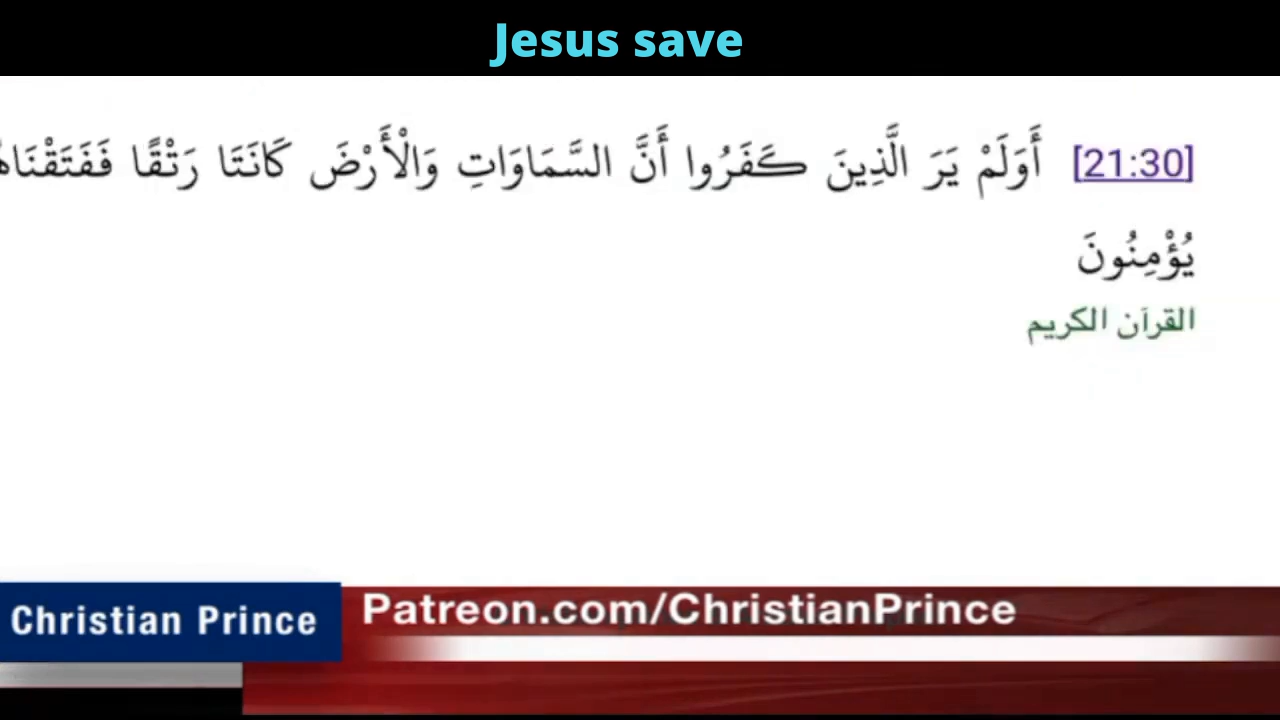 Jesus save
[21:30] أَوَلَمْ يَرَ الَّذِينَ كَفَرُوا أَنَّ السَّمَاوَاتِ وَالْأَرْضَ كَانَتَا رَتْقًا
يُؤْمِنُونَ
القرآن الكريم
Patreon.com/ChristianPrince
Christian Prince